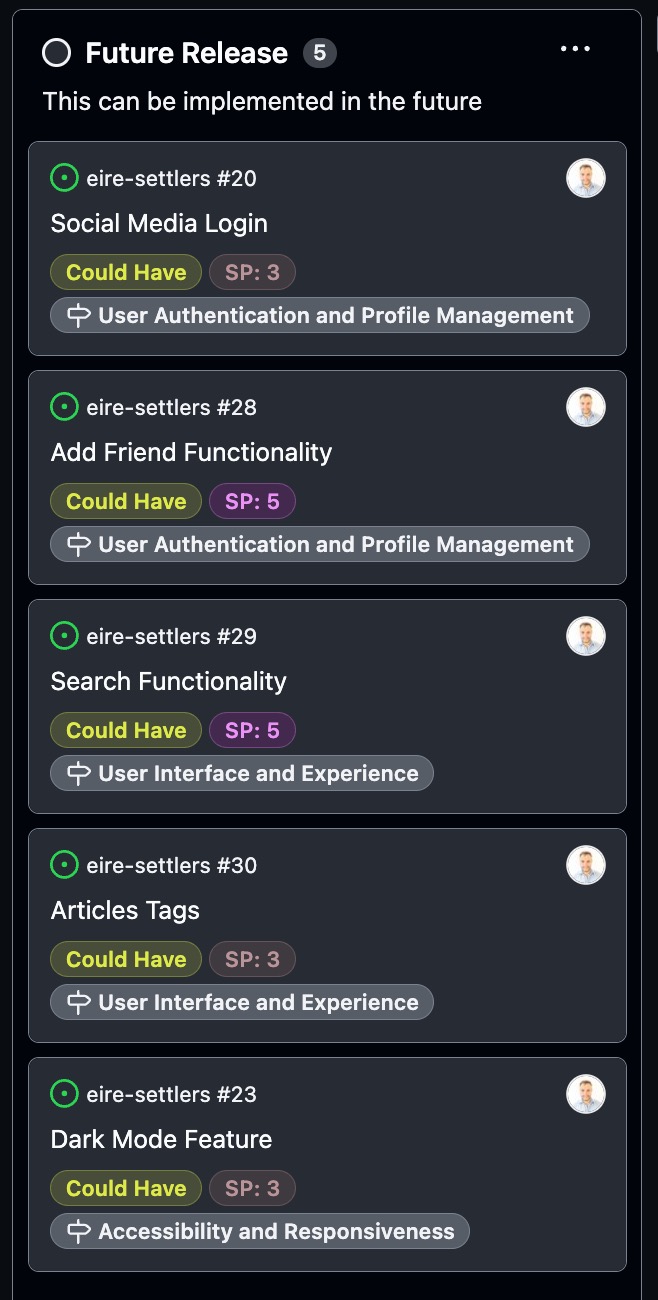 Future Release 5
This can be implemented in the future
eire-settlers #20
Social Media Login
Could Have SP: 3
User Authentication and Profile Management
eire-settlers #28
Add Friend Functionality
Could Have SP: 5
User Authentication and Profile Management
eire-settlers #29
Search Functionality
Could Have SP: 5
User Interface and Experience
eire-settlers #30
Articles Tags
Could Have SP: 3
User Interface and Experience
eire-settlers #23
Dark Mode Feature
Could Have SP: 3
Accessibility and Responsiveness